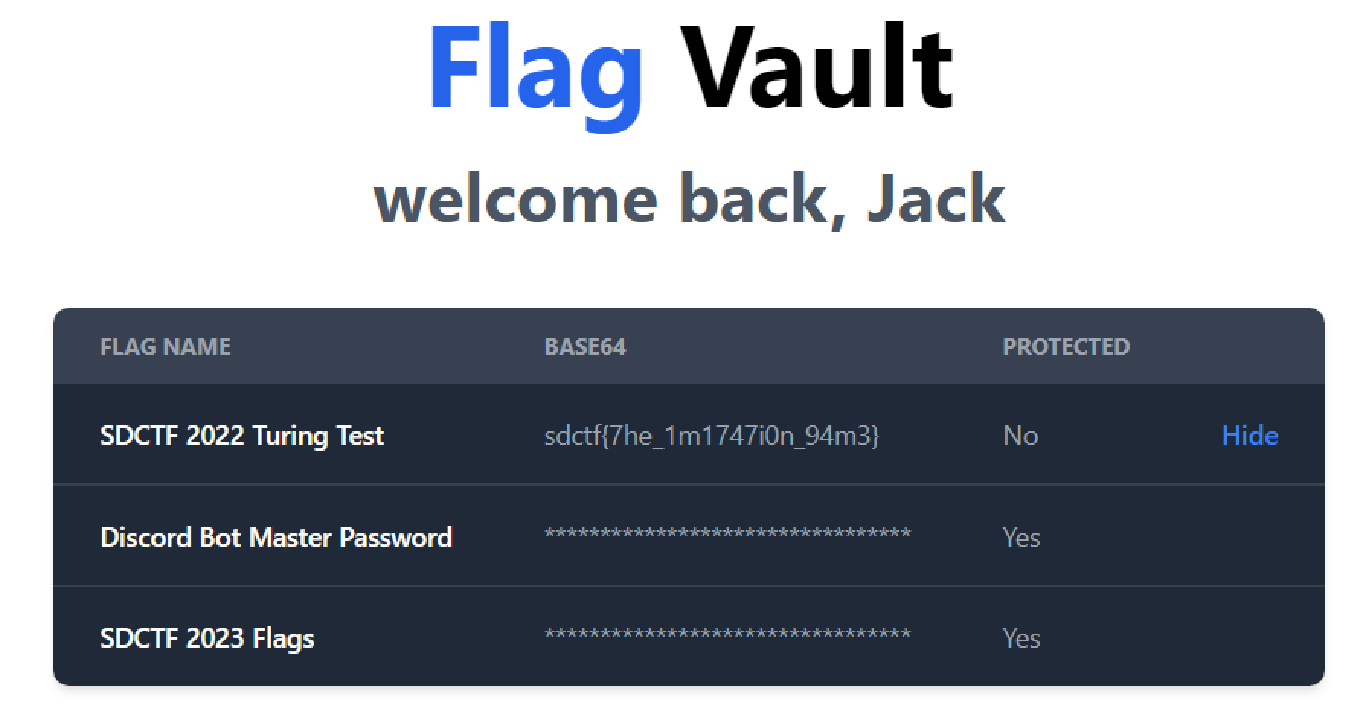 Flag Vault
welcome back, Jack
FLAG NAME BASE64 PROTECTED
SDCTF 2022 Turing Test sdctf{7he_1m1747i0n_94m3} No Hide
Discord Bot Master Password ********************************* Yes
SDCTF 2023 Flags ********************************* Yes